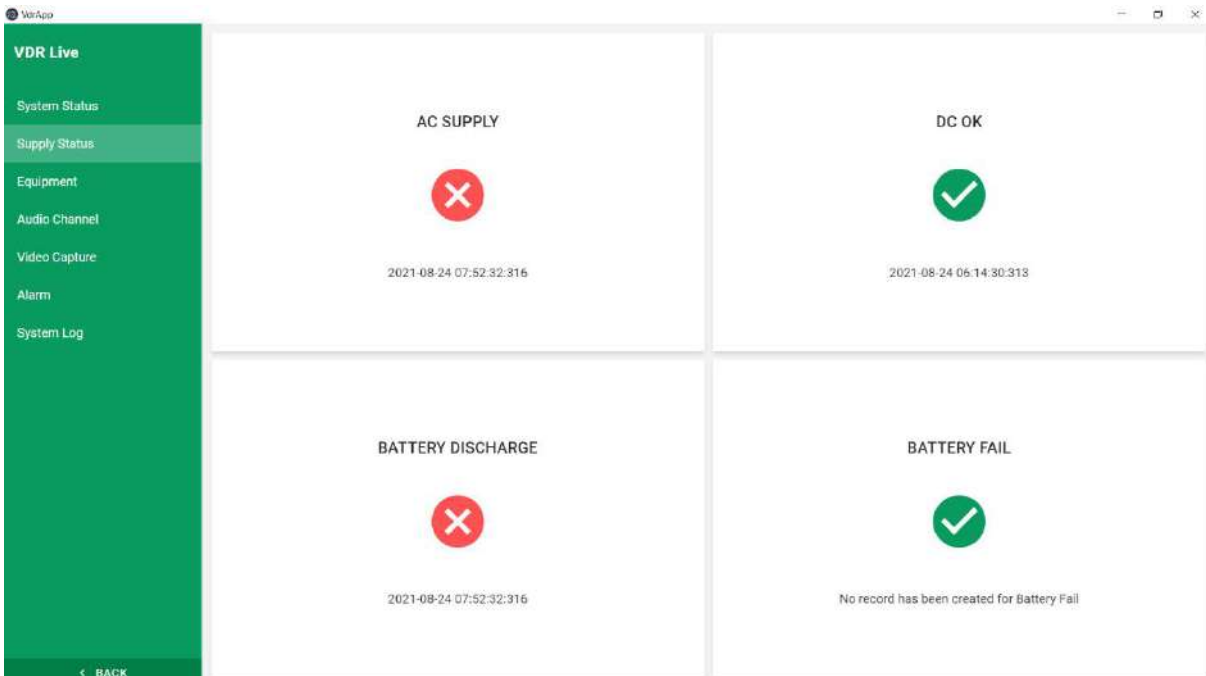 VdrApp
VDR Live
System Status
Supply Status
Equipment
Audio Channel
Video Capture
Alarm
System Log
< BACK
AC SUPPLY
2021-08-24 07:52:32:316
DC OK
2021-08-24 06:14:30:313
BATTERY DISCHARGE
2021-08-24 07:52:32:316
BATTERY FAIL
No record has been created for Battery Fail